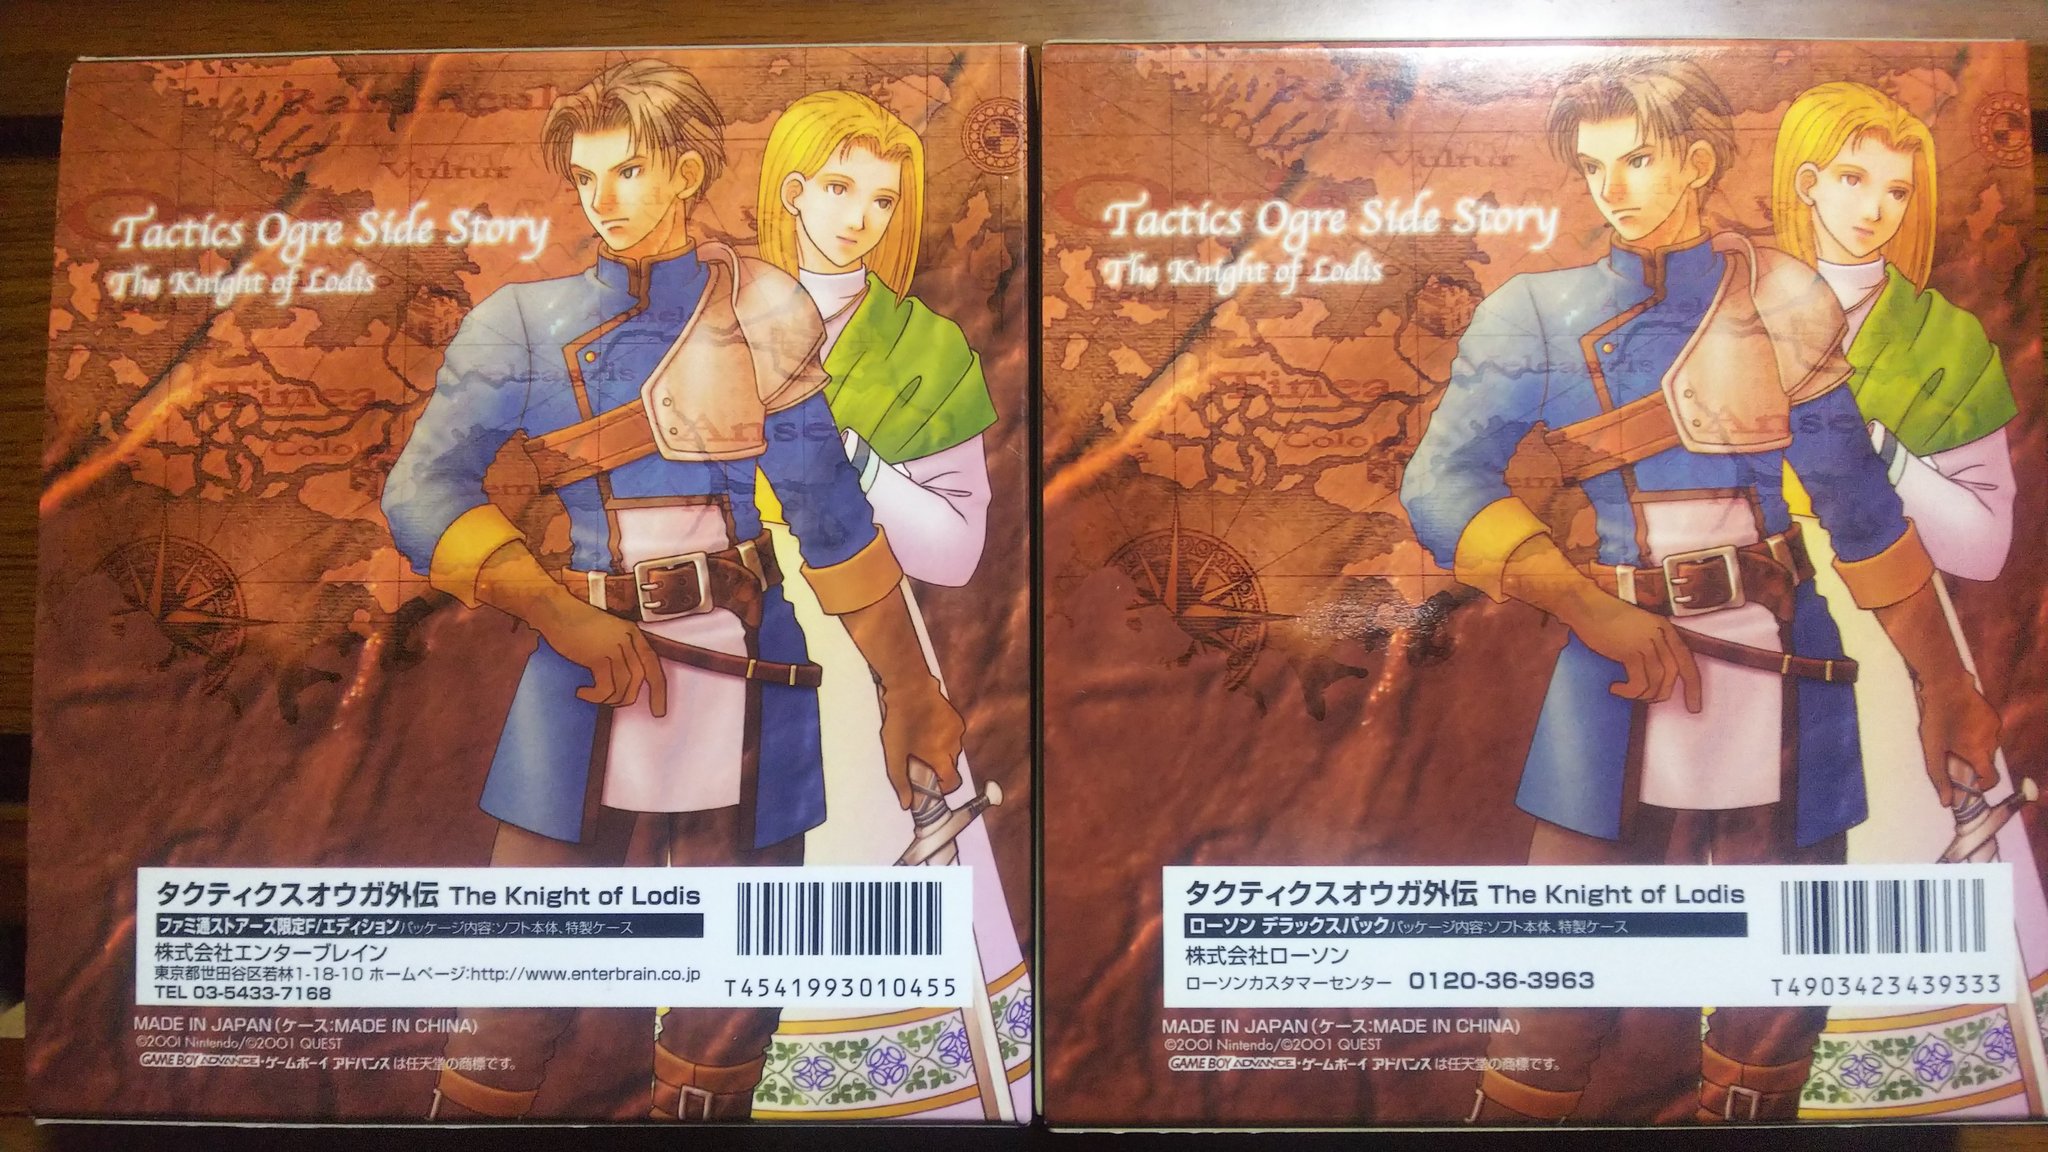 Ramuncul
Vultur
Tactics Ogre Side Story
The Knight of Lodis
Tinea
Anse
タクティクスオウガ外伝 The Knight of Lodis
ファミ通ストアーズ限定F/エディション パッケージ内容:ソフト本体、特製ケース
株式会社エンターブレイン
東京都世田谷区若林1-18-10 ホームページ:http://www.enterbrain.co.jp
TEL 03-5433-7168
T4541993010455
MADE IN JAPAN(ケース:MADE IN CHINA)
©2001 Nintendo/©2001 QUEST
GAME BOY ADVANCE・ゲームボーイ アドバンスは任天堂の商標です。
Vultur
Tactics Ogre Side Story
The Knight of Lodis
Tinea
Anse
タクティクスオウガ外伝 The Knight of Lodis
ローソン デラックスパック パッケージ内容:ソフト本体、特製ケース
株式会社ローソン
ローソンカスタマーセンター 0120-36-3963
T4903423439333
MADE IN JAPAN(ケース:MADE IN CHINA)
©2001 Nintendo/©2001 QUEST
GAME BOY ADVANCE・ゲームボーイ アドバンスは任天堂の商標です。